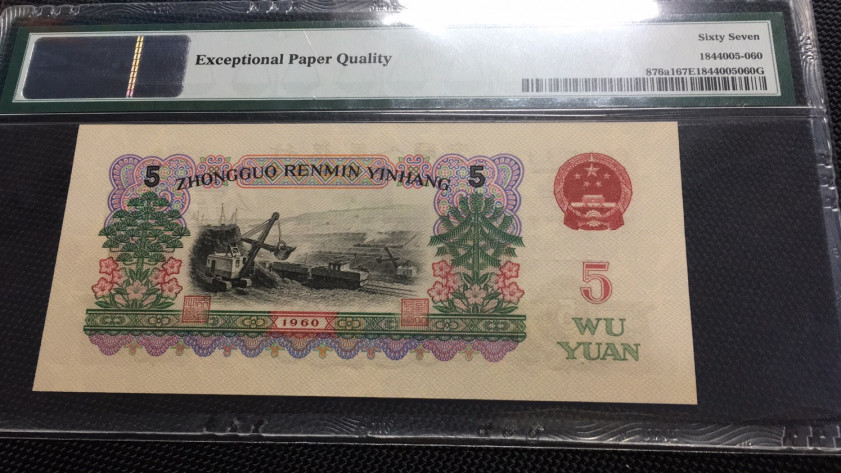 Exceptional Paper Quality
Sixty Seven
1844005-060
876a167E1844005060G
5 ZHONGGUO RENMIN YINHANG 5
5
WU
YUAN
1960